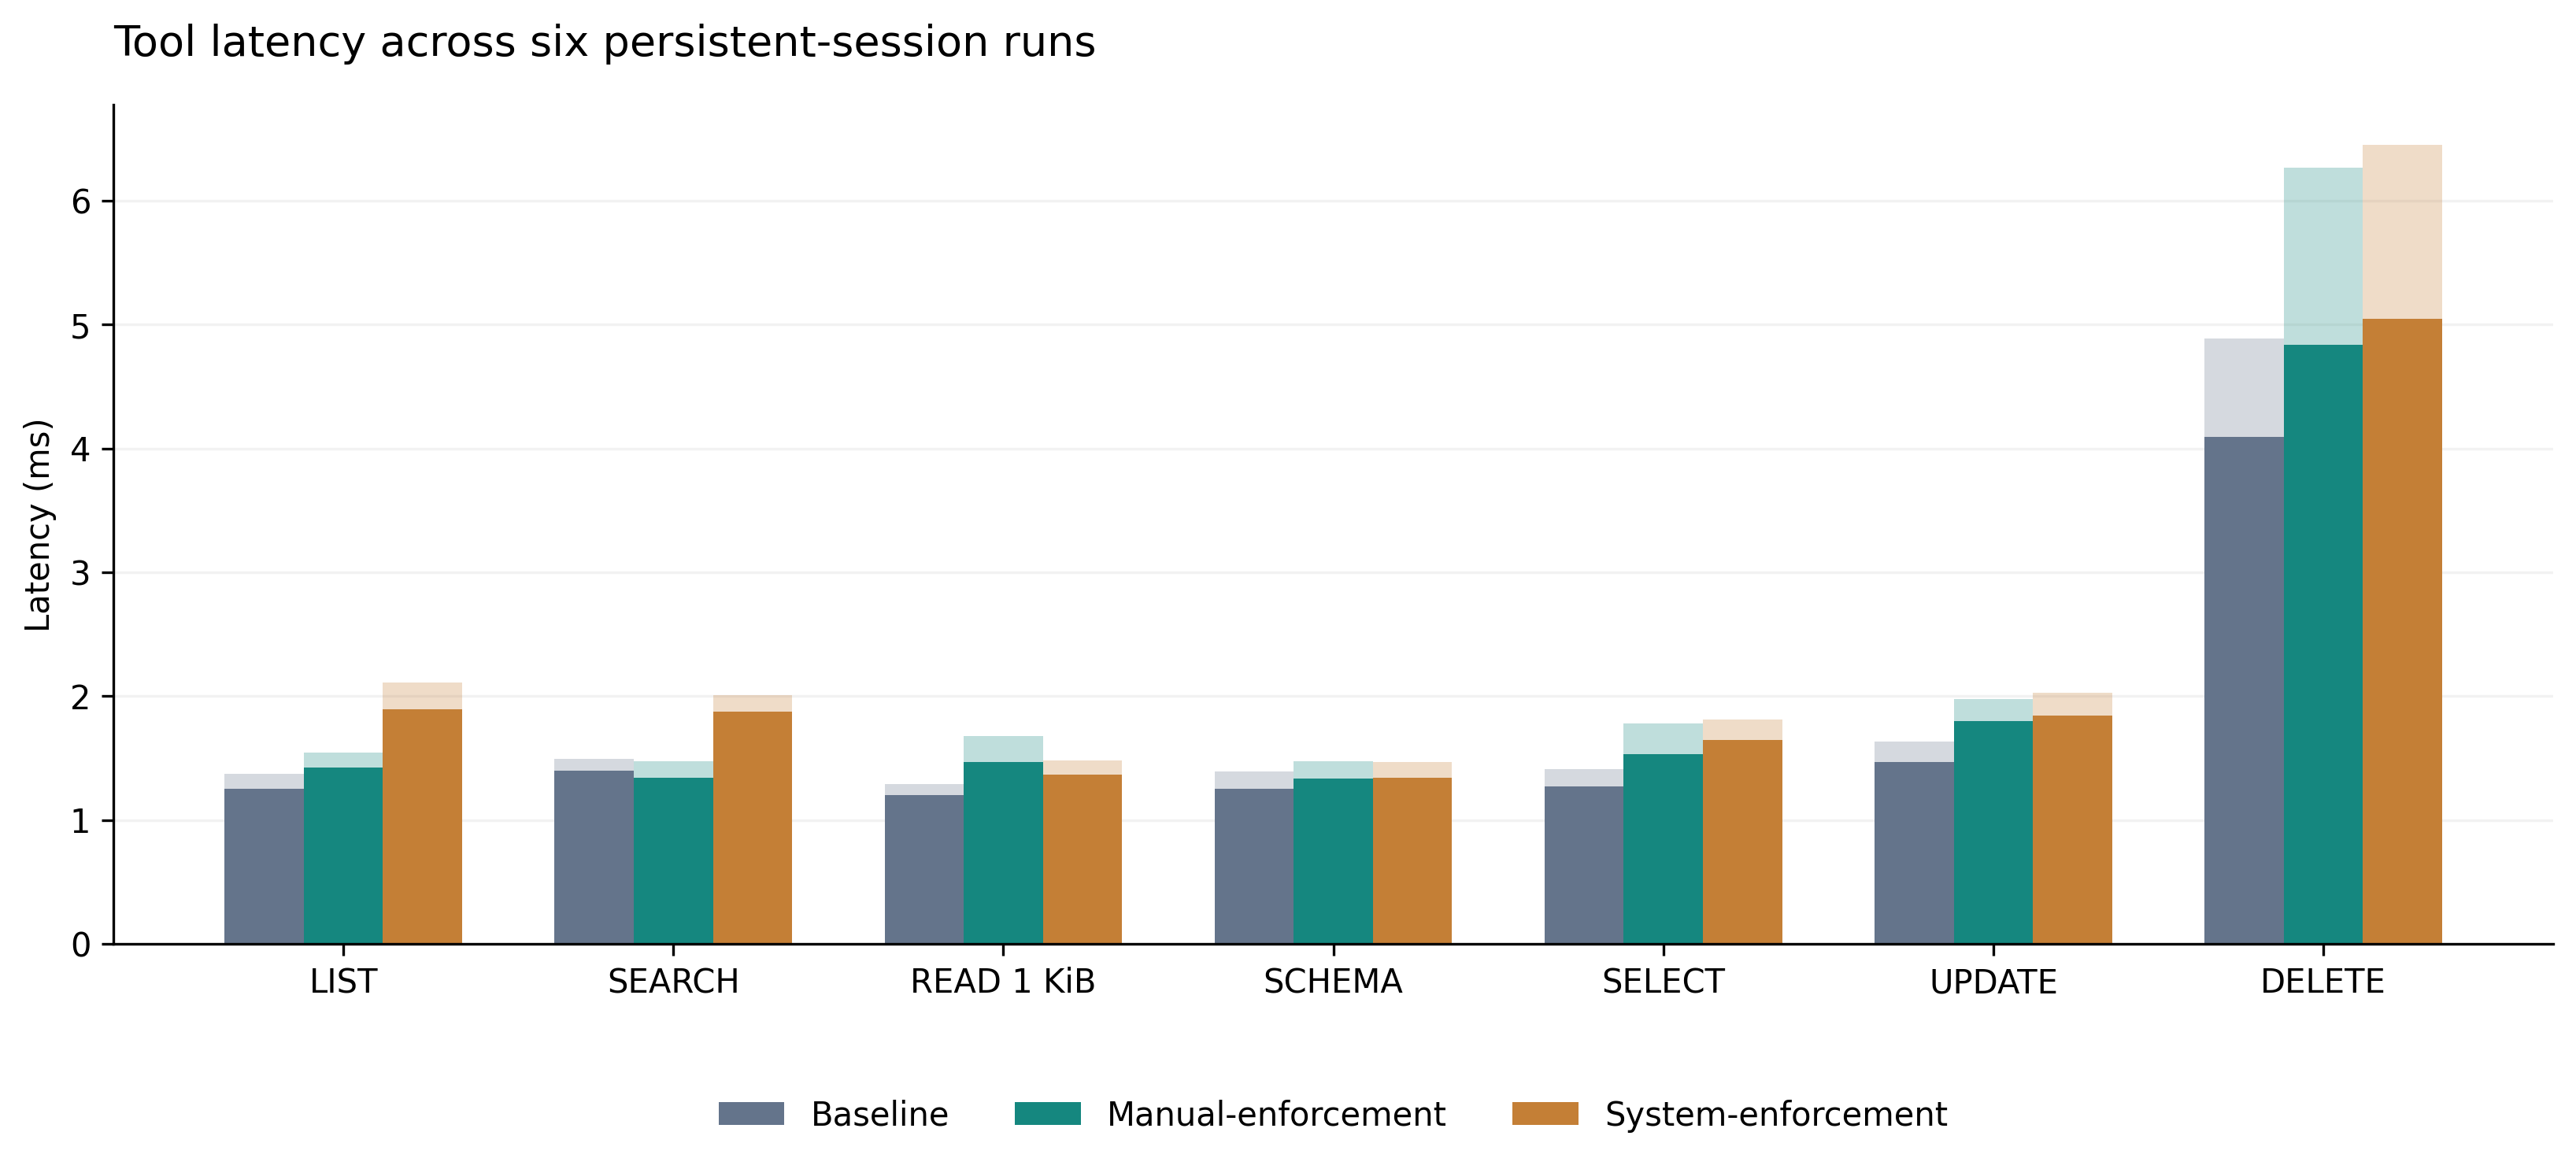 Tool latency across six persistent-session runs
Latency (ms)
6
5
4
3
2
1
0
LIST SEARCH READ 1 KiB SCHEMA SELECT UPDATE DELETE
Baseline Manual-enforcement System-enforcement